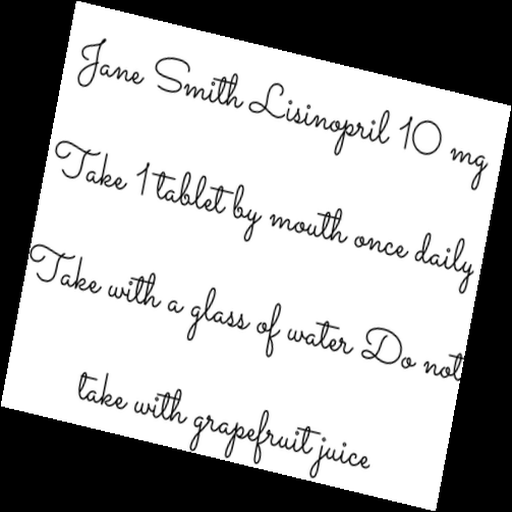 Jane Smith Lisinopril 10 mg
Take 1 tablet by mouth once daily
Take with a glass of water Do not
take with grapefruit juice